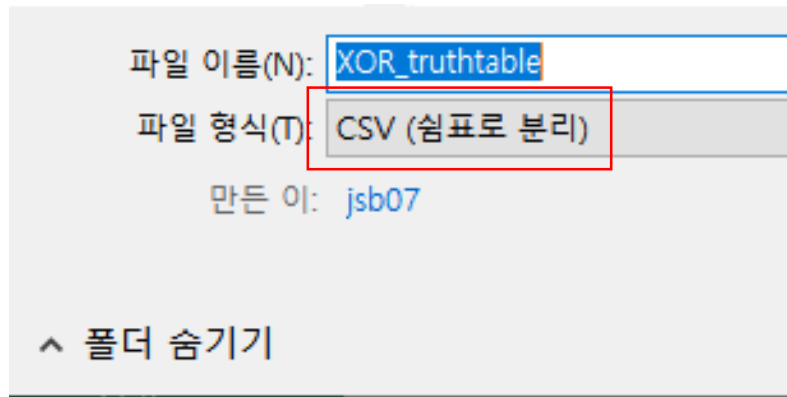 파일 이름(N): XOR_truthtable
파일 형식(T): CSV (쉼표로 분리)
만든 이: jsb07
폴더 숨기기